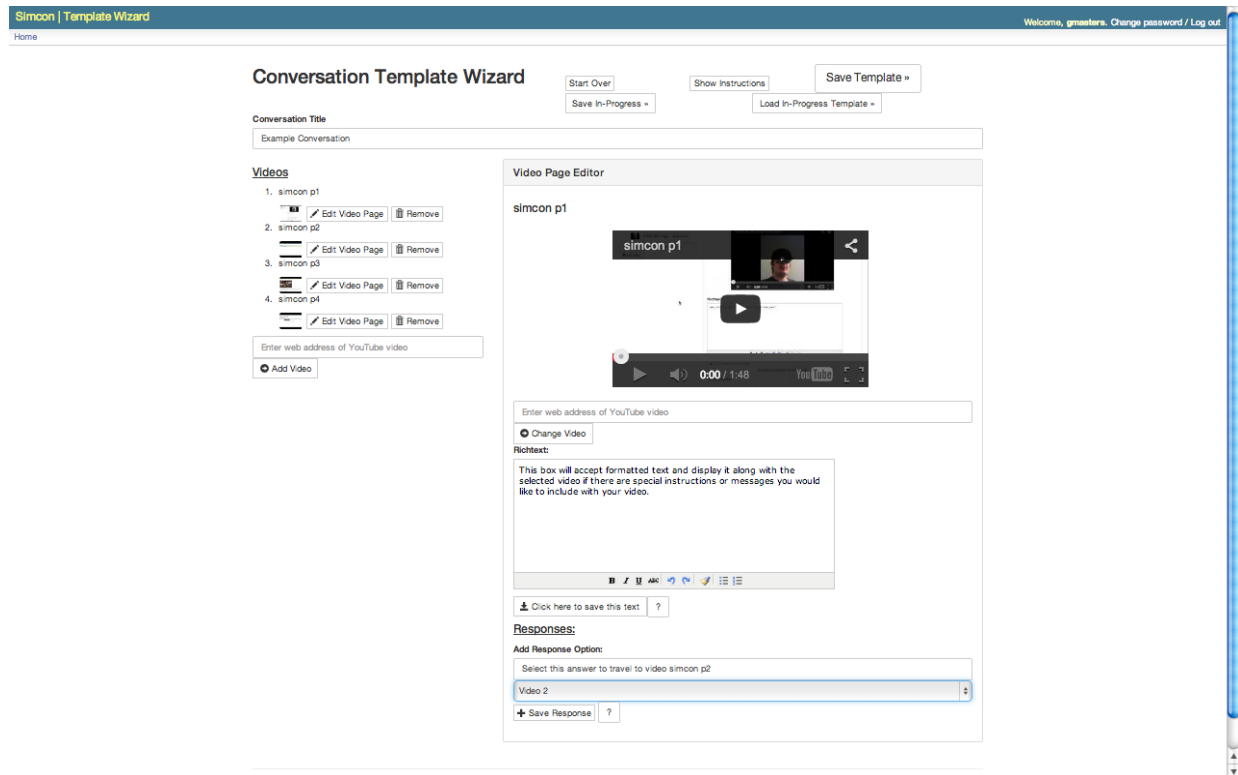 Simcon | Template Wizard
Welcome, gmasters. Change password / Log out
Home
Conversation Template Wizard
Start Over
Show Instructions
Save Template »
Save In-Progress »
Load In-Progress Template »
Conversation Title
Example Conversation
Videos
1. simcon p1
Edit Video Page
Remove
2. simcon p2
Edit Video Page
Remove
3. simcon p3
Edit Video Page
Remove
4. simcon p4
Edit Video Page
Remove
Enter web address of YouTube video
Add Video
Video Page Editor
simcon p1
simcon p1
0:00 / 1:48
YouTube
Enter web address of YouTube video
Change Video
Richtext:
This box will accept formatted text and display it along with the
selected video if there are special instructions or messages you would
like to include with your video.
B I U ABC
Click here to save this text
?
Responses:
Add Response Option:
Select this answer to travel to video simcon p2
Video 2
Save Response
?